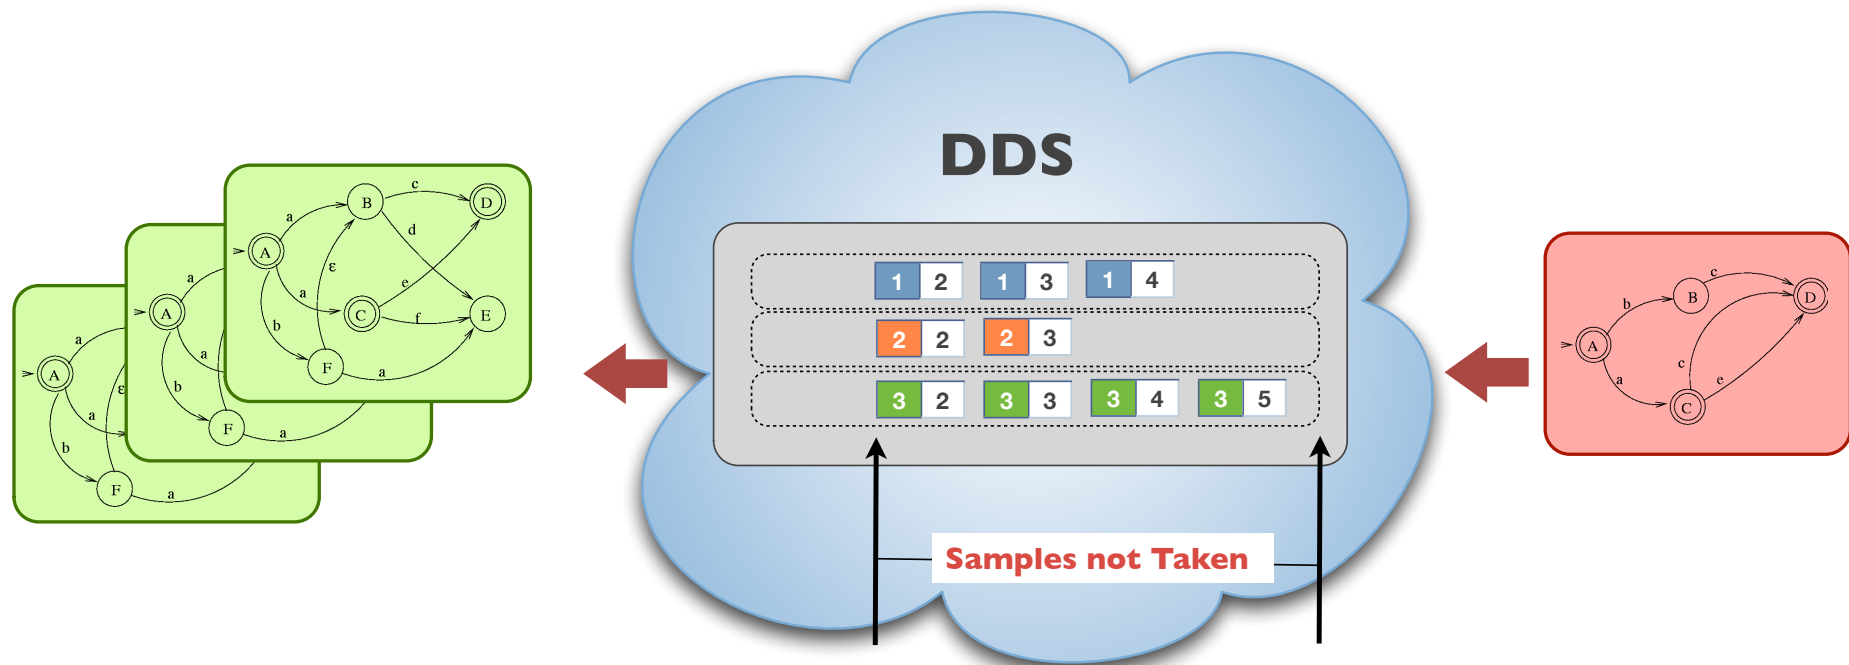 DDS
1 2 1 3 1 4
2 2 2 3
3 2 3 3 3 4 3 5
Samples not Taken
A a B c D
d
ε e
a C f E
b F a
A a
a
b F a
A a
ε
a
b F a
A b B c D
c e
a C